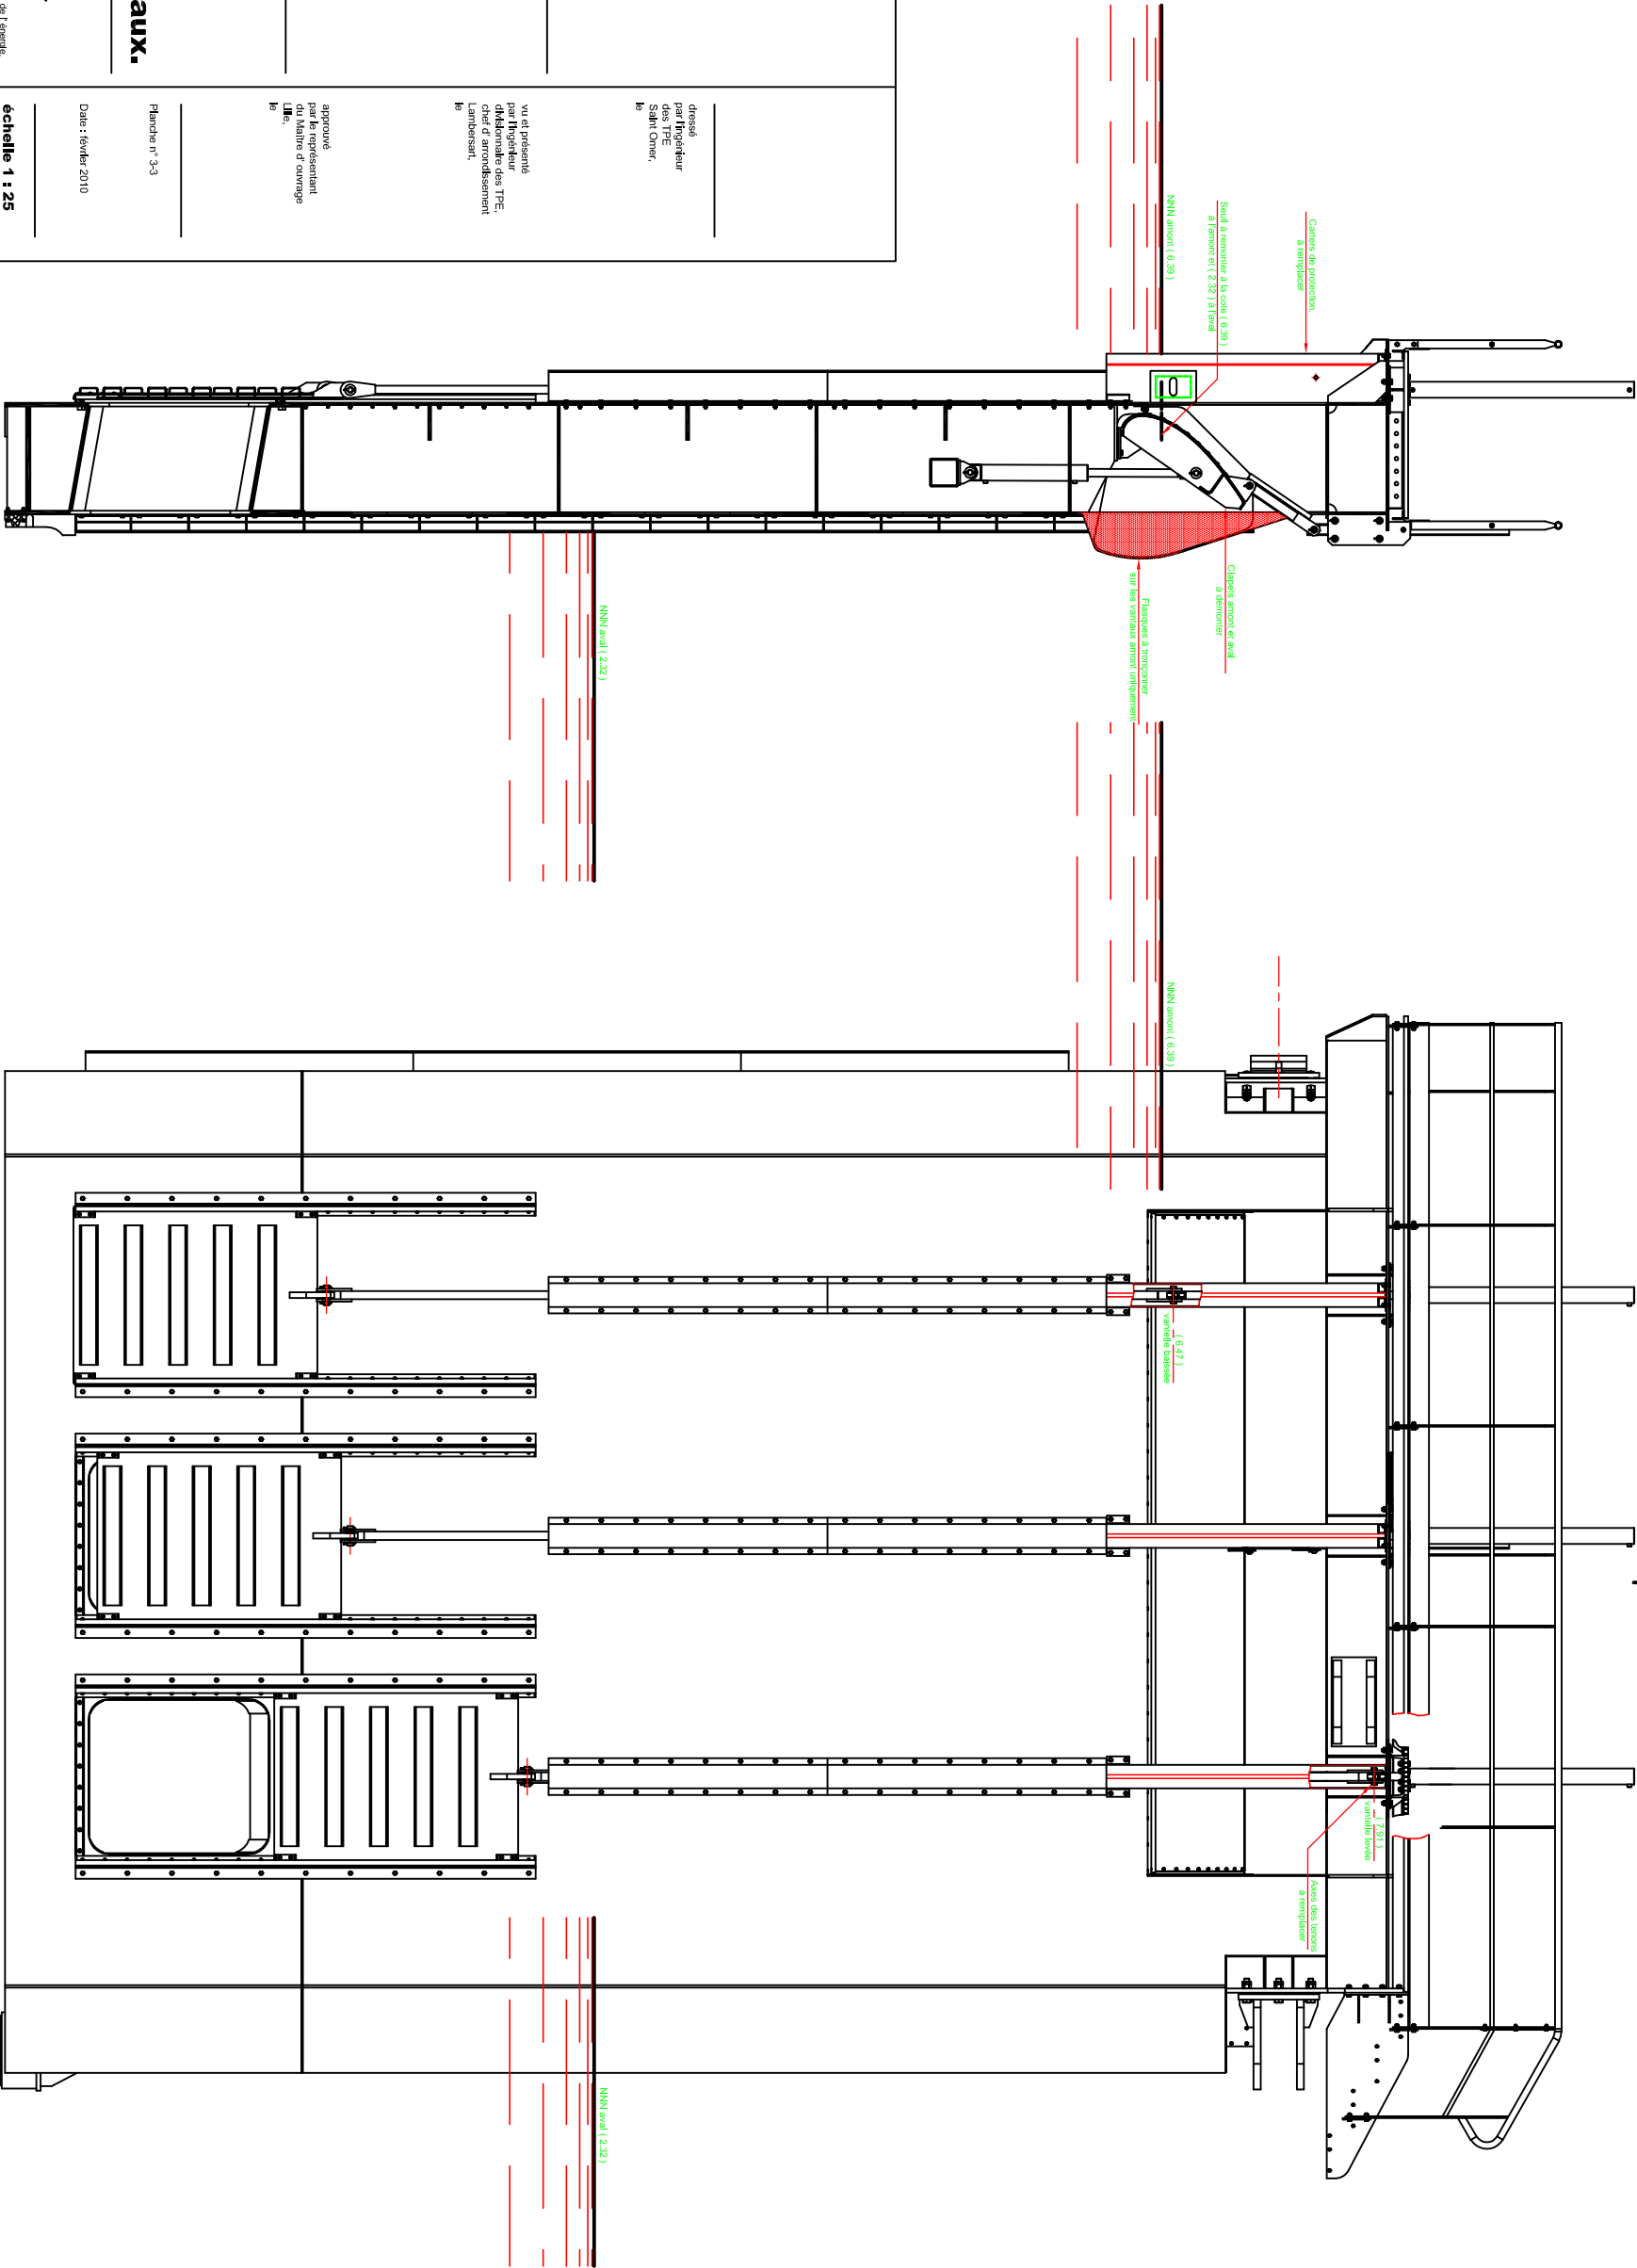 aux.
de l'énergie,
dressé
par l'ingénieur
des TPE
Saint Omer,
le
vu et présenté
par l'ingénieur
divisionnaire des TPE,
chef d' arrondissement
Lambersart,
le
approuvé
par le représentant
du Maître d' ouvrage
Lille,
le
Planche n° 3-3
Date : février 2010
échelle 1 : 25
Carters de protection
à remplacer
Seuil à remonter à la cote ( 6.39 )
à l'amont et ( 2.32 ) à l'aval
NNN amont ( 6.39 )
Clapets amont et aval
à démonter
Flasques à tronçonner
sur les vantaux amont uniquement
NNN aval ( 2.32 )
NNN amont ( 6.39 )
( 6.47 )
vantelle baissée
( 7.91 )
vantelle levée
Axes des tenons
à remplacer
NNN aval ( 2.32 )